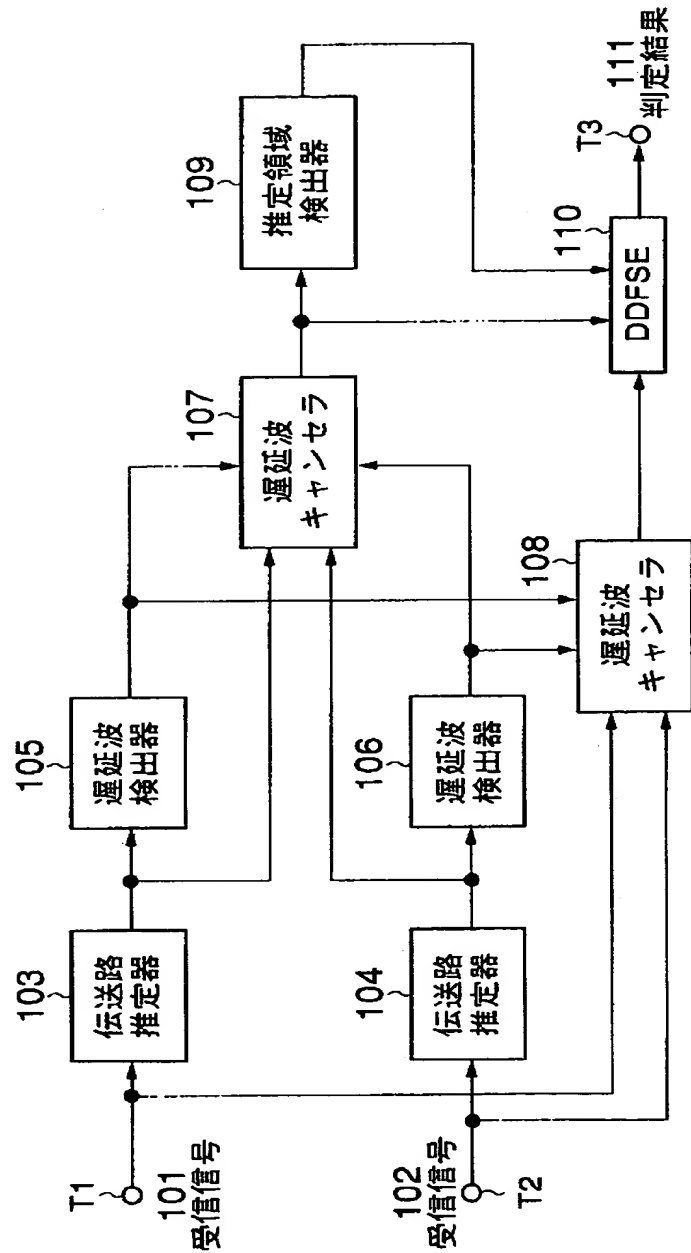 T1
101
受信信号
103
伝送路
推定器
105
遅延波
検出器
107
遅延波
キャンセラ
109
推定領域
検出器
102
受信信号
T2
104
伝送路
推定器
106
遅延波
検出器
108
遅延波
キャンセラ
110
DDFSE
T3
111
判定結果